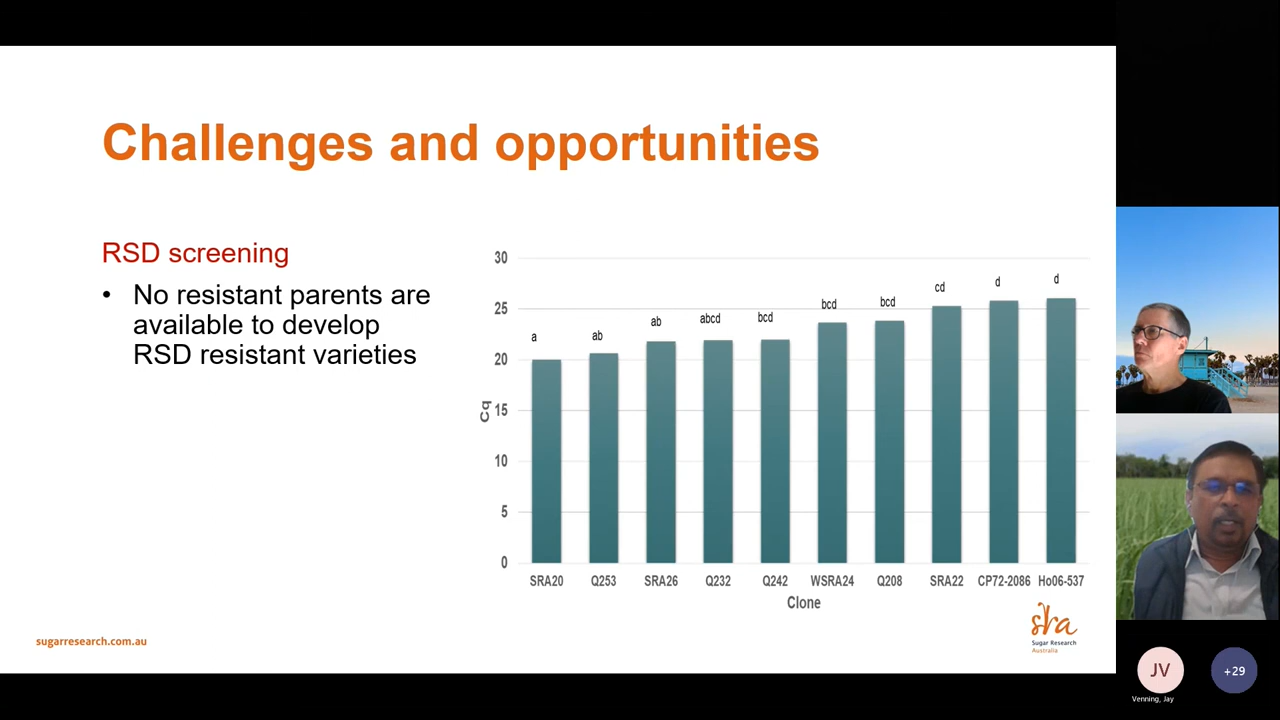 Challenges and opportunities
RSD screening
• No resistant parents are
available to develop
RSD resistant varieties
30
25
20
15
10
5
0
Cq
a
ab
ab
abcd
bcd
bcd
bcd
cd
d
d
SRA20
Q253
SRA26
Q232
Q242
WSRA24
Q208
SRA22
CP72-2086
Ho06-537
Clone
sugarresearch.com.au
sra
Sugar Research
Australia
JV
Venning, Jay
+29